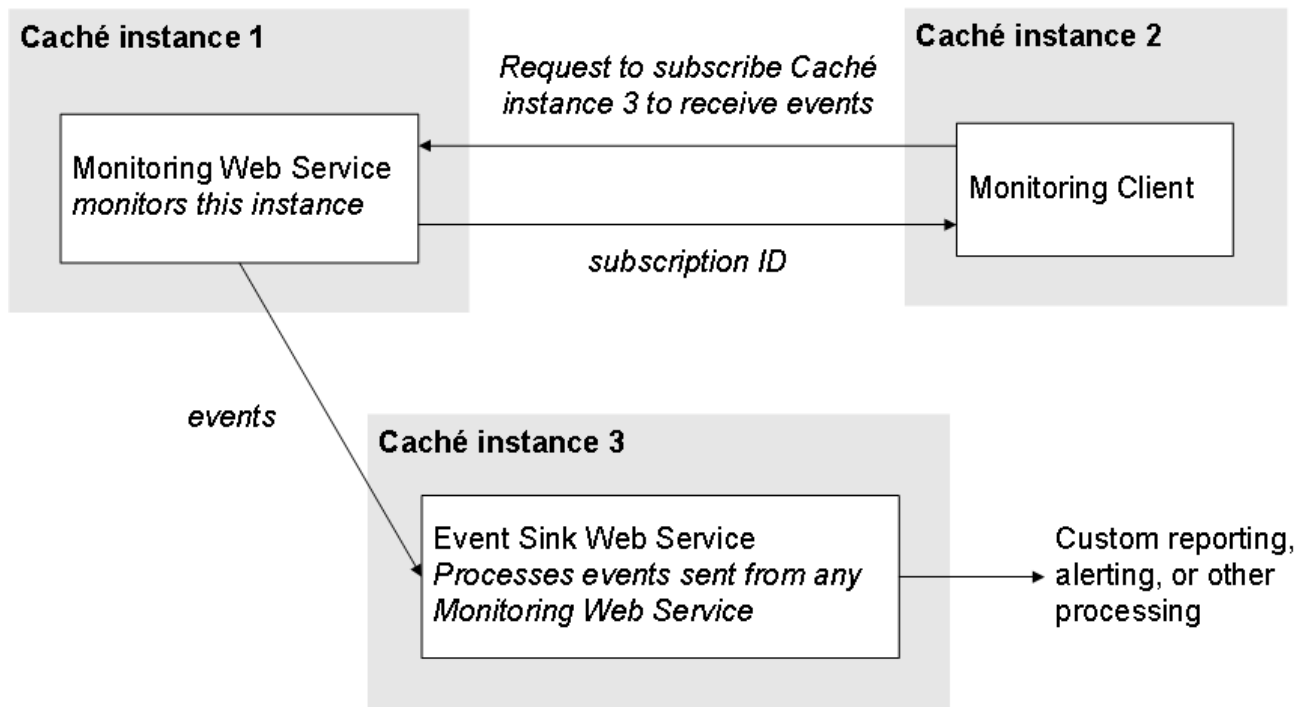 Caché instance 1
Caché instance 2
Request to subscribe Caché
instance 3 to receive events
Monitoring Web Service
monitors this instance
Monitoring Client
subscription ID
events
Caché instance 3
Event Sink Web Service
Processes events sent from any
Monitoring Web Service
Custom reporting,
alerting, or other
processing